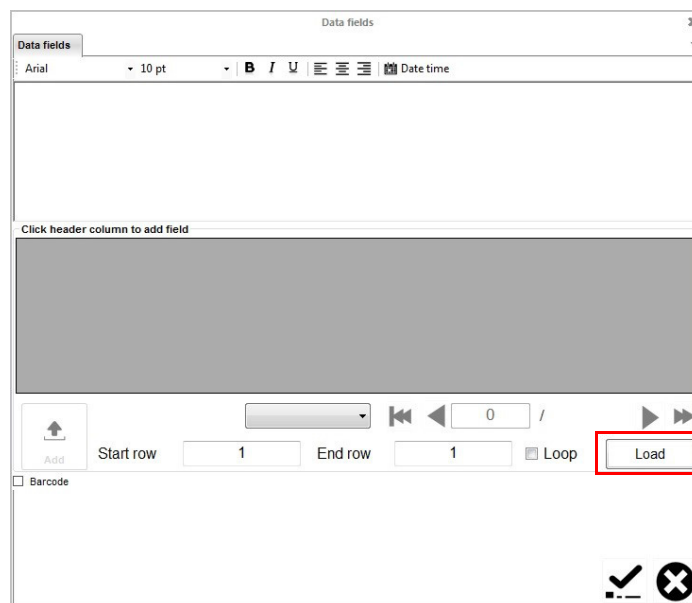 Data fields
Data fields
Arial 10 pt B I U Date time
Click header column to add field
0 /
Add
Start row 1 End row 1 Loop Load
Barcode